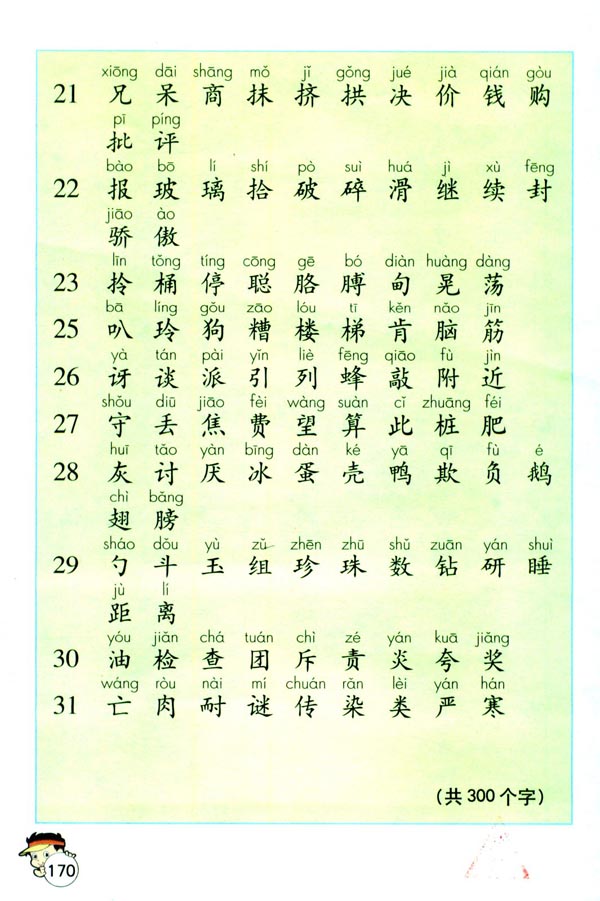 xiōng dāi shāng mǒ jǐ gǒng jué jià qián gòu
21 兄 呆 商 抹 挤 拱 决 价 钱 购
pī píng
批 评
bào bō lí shí pò suì huá jì xù fēng
22 报 玻 璃 拾 破 碎 滑 继 续 封
jiāo ào
骄 傲
līn tǒng tíng cōng gē bó diàn huàng dàng
23 拎 桶 停 聪 胳 膊 甸 晃 荡
bā líng gǒu zāo lóu tī kěn nǎo jīn
25 叭 玲 狗 糟 楼 梯 肯 脑 筋
yà tán pài yǐn liè fēng qiāo fù jìn
26 讶 谈 派 引 列 蜂 敲 附 近
shǒu diū jiāo fèi wàng suàn cǐ zhuāng féi
27 守 丢 焦 费 望 算 此 桩 肥
huī tǎo yàn bīng dàn ké yā qī fù é
28 灰 讨 厌 冰 蛋 壳 鸭 欺 负 鹅
chì bǎng
翅 膀
sháo dǒu yù zǔ zhēn zhū shǔ zuān yán shuì
29 勺 斗 玉 组 珍 珠 数 钻 研 睡
jù lí
距 离
yóu jiǎn chá tuán chì zé yán kuā jiǎng
30 油 检 查 团 斥 责 炎 夸 奖
wáng ròu nài mí chuán rǎn lèi yán hán
31 亡 肉 耐 谜 传 染 类 严 寒
(共 300 个字)
170